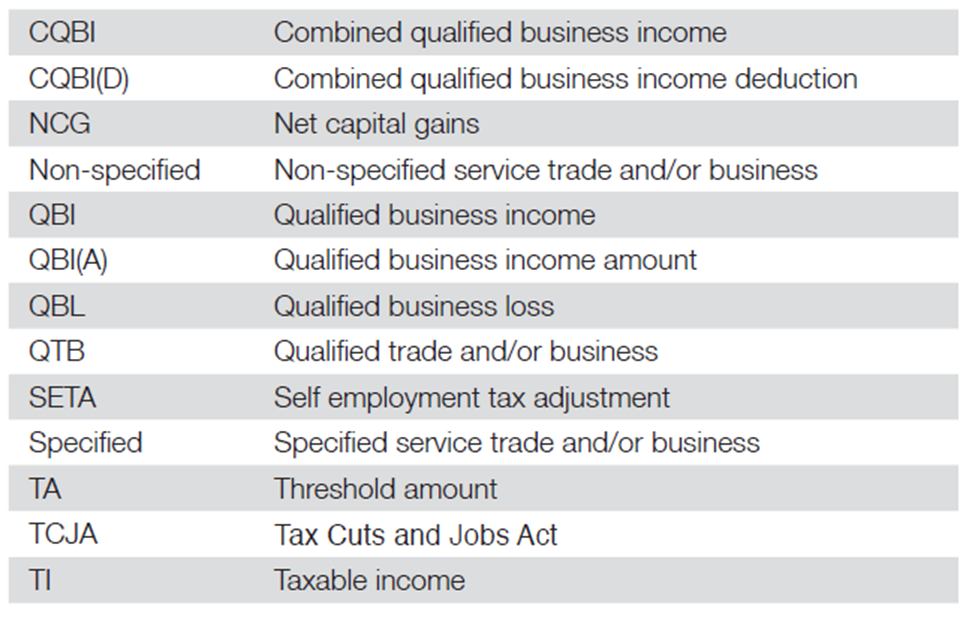 CQBI Combined qualified business income
CQBI(D) Combined qualified business income deduction
NCG Net capital gains
Non-specified Non-specified service trade and/or business
QBI Qualified business income
QBI(A) Qualified business income amount
QBL Qualified business loss
QTB Qualified trade and/or business
SETA Self employment tax adjustment
Specified Specified service trade and/or business
TA Threshold amount
TCJA Tax Cuts and Jobs Act
TI Taxable income